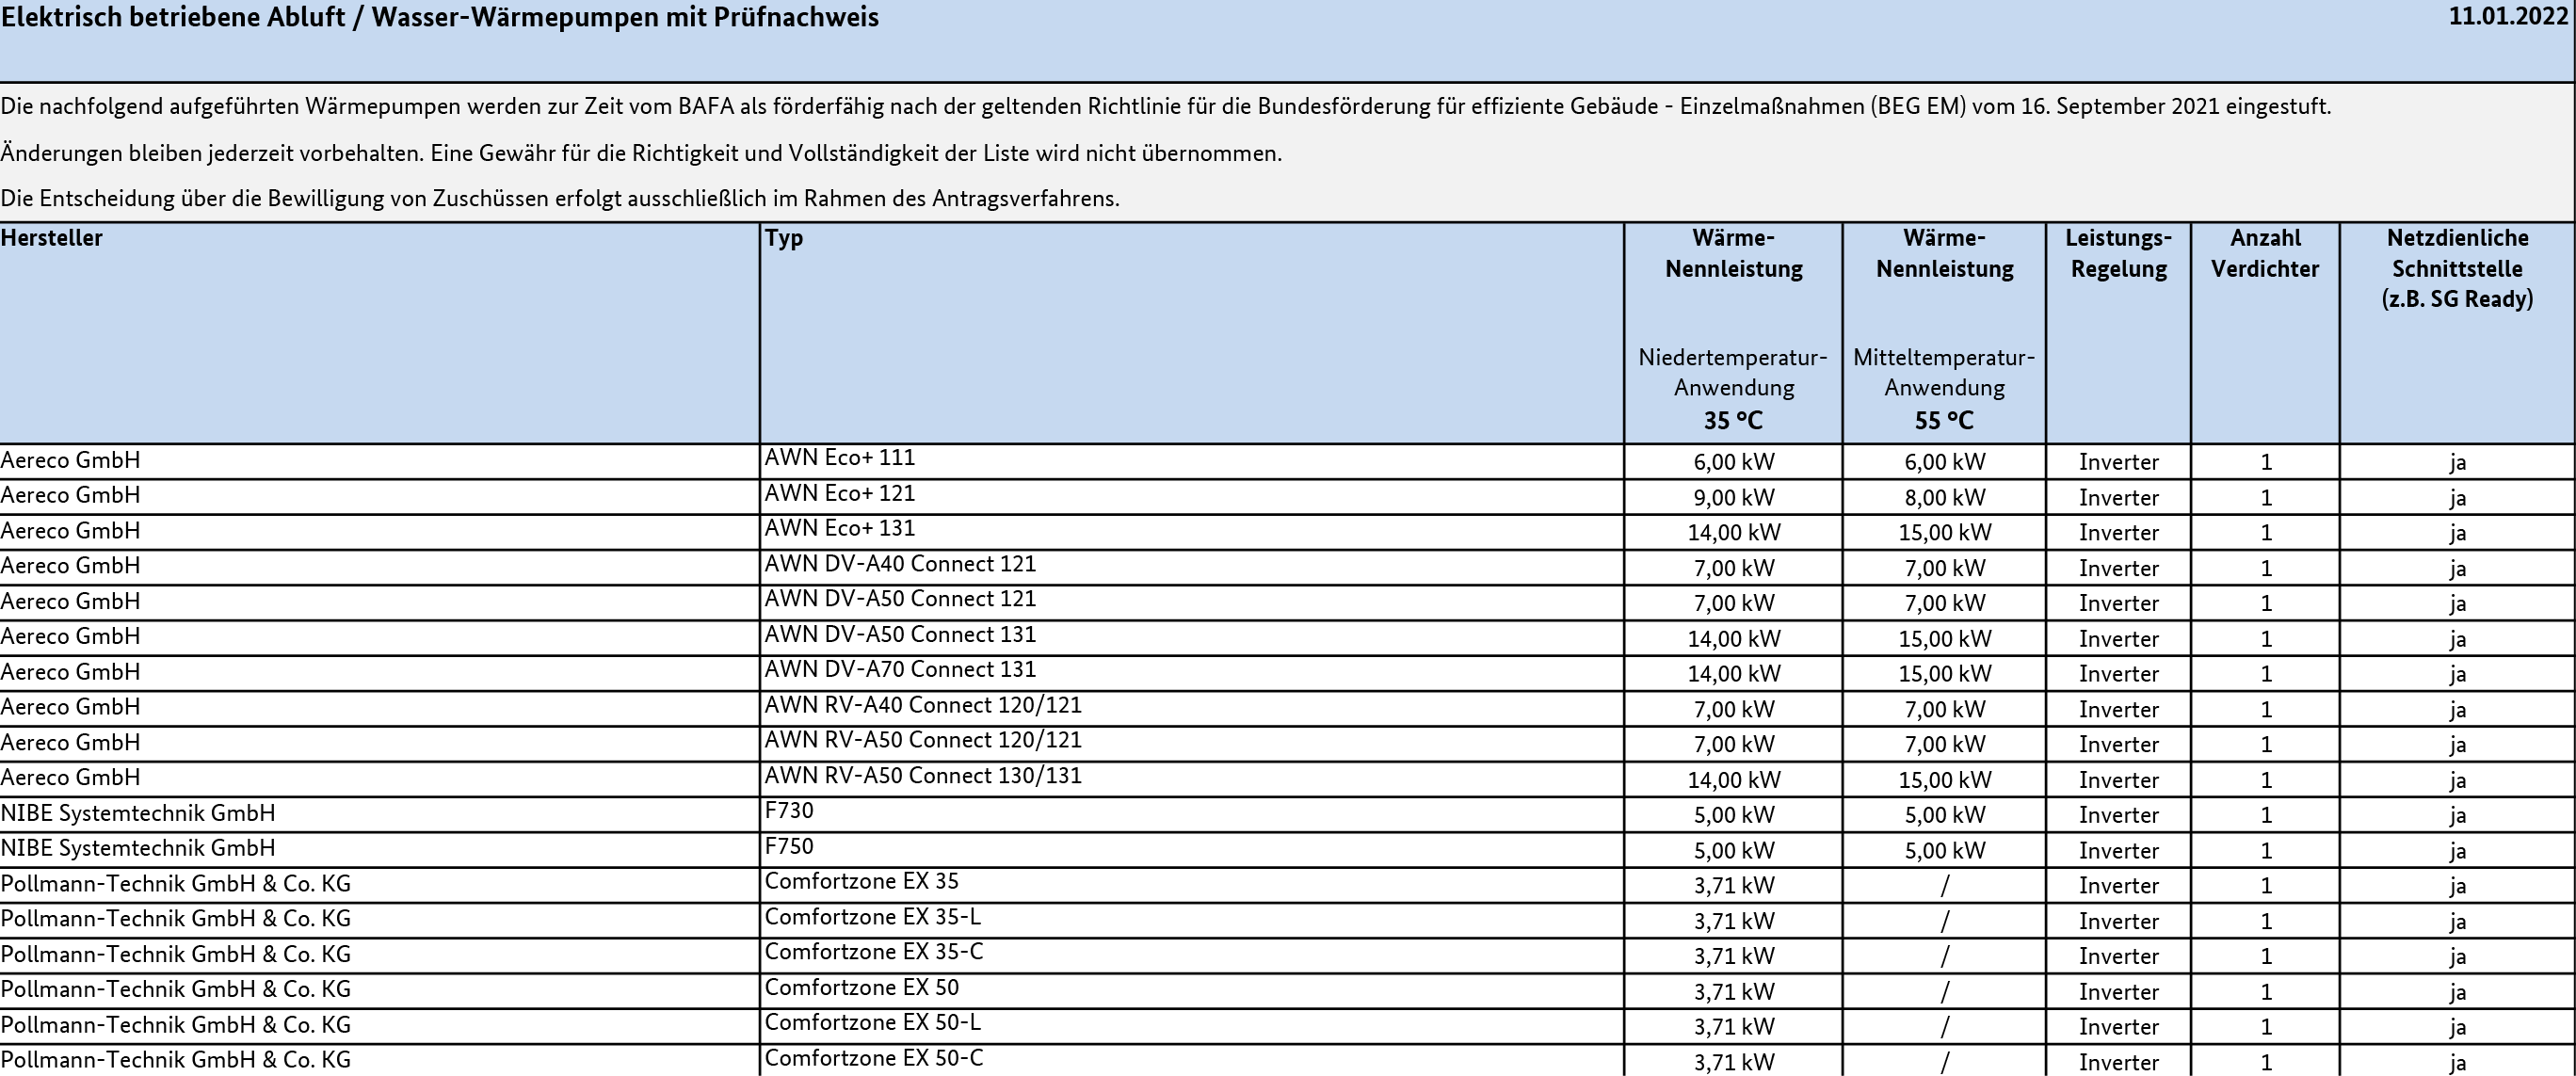 Elektrisch betriebene Abluft / Wasser-Wärmepumpen mit Prüfnachweis 11.01.2022
Die nachfolgend aufgeführten Wärmepumpen werden zur Zeit vom BAFA als förderfähig nach der geltenden Richtlinie für die Bundesförderung für effiziente Gebäude - Einzelmaßnahmen (BEG EM) vom 16. September 2021 eingestuft.
Änderungen bleiben jederzeit vorbehalten. Eine Gewähr für die Richtigkeit und Vollständigkeit der Liste wird nicht übernommen.
Die Entscheidung über die Bewilligung von Zuschüssen erfolgt ausschließlich im Rahmen des Antragsverfahrens.
Hersteller Typ Wärme- Wärme- Leistungs- Anzahl Netzdienliche
Nennleistung Nennleistung Regelung Verdichter Schnittstelle
(z.B. SG Ready)
Niedertemperatur- Mitteltemperatur-
Anwendung Anwendung
35 °C 55 °C
Aereco GmbH AWN Eco+ 111 6,00 kW 6,00 kW Inverter 1 ja
Aereco GmbH AWN Eco+ 121 9,00 kW 8,00 kW Inverter 1 ja
Aereco GmbH AWN Eco+ 131 14,00 kW 15,00 kW Inverter 1 ja
Aereco GmbH AWN DV-A40 Connect 121 7,00 kW 7,00 kW Inverter 1 ja
Aereco GmbH AWN DV-A50 Connect 121 7,00 kW 7,00 kW Inverter 1 ja
Aereco GmbH AWN DV-A50 Connect 131 14,00 kW 15,00 kW Inverter 1 ja
Aereco GmbH AWN DV-A70 Connect 131 14,00 kW 15,00 kW Inverter 1 ja
Aereco GmbH AWN RV-A40 Connect 120/121 7,00 kW 7,00 kW Inverter 1 ja
Aereco GmbH AWN RV-A50 Connect 120/121 7,00 kW 7,00 kW Inverter 1 ja
Aereco GmbH AWN RV-A50 Connect 130/131 14,00 kW 15,00 kW Inverter 1 ja
NIBE Systemtechnik GmbH F730 5,00 kW 5,00 kW Inverter 1 ja
NIBE Systemtechnik GmbH F750 5,00 kW 5,00 kW Inverter 1 ja
Pollmann-Technik GmbH & Co. KG Comfortzone EX 35 3,71 kW / Inverter 1 ja
Pollmann-Technik GmbH & Co. KG Comfortzone EX 35-L 3,71 kW / Inverter 1 ja
Pollmann-Technik GmbH & Co. KG Comfortzone EX 35-C 3,71 kW / Inverter 1 ja
Pollmann-Technik GmbH & Co. KG Comfortzone EX 50 3,71 kW / Inverter 1 ja
Pollmann-Technik GmbH & Co. KG Comfortzone EX 50-L 3,71 kW / Inverter 1 ja
Pollmann-Technik GmbH & Co. KG Comfortzone EX 50-C 3,71 kW / Inverter 1 ja